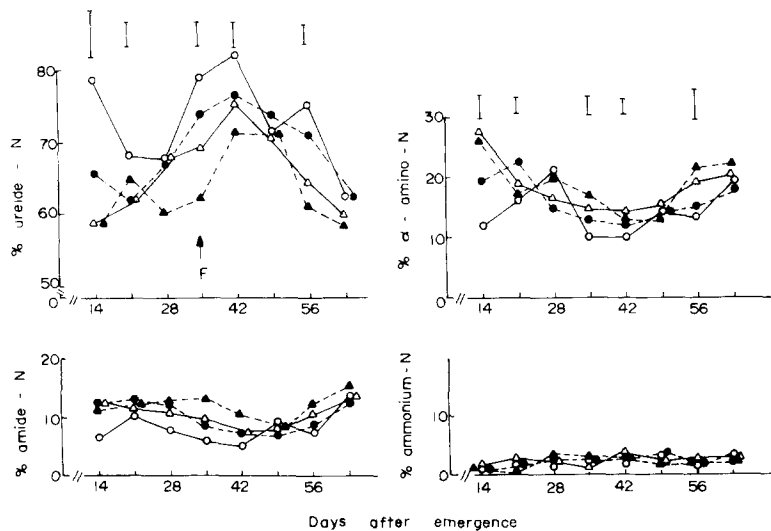 80
70
60
50
0
% ureide - N
F
14 28 42 56
30
20
10
0
% α - amino - N
14 28 42 56
20
10
0
% amide - N
14 28 42 56
10
0
% ammonium - N
14 28 42 56
Days after emergence